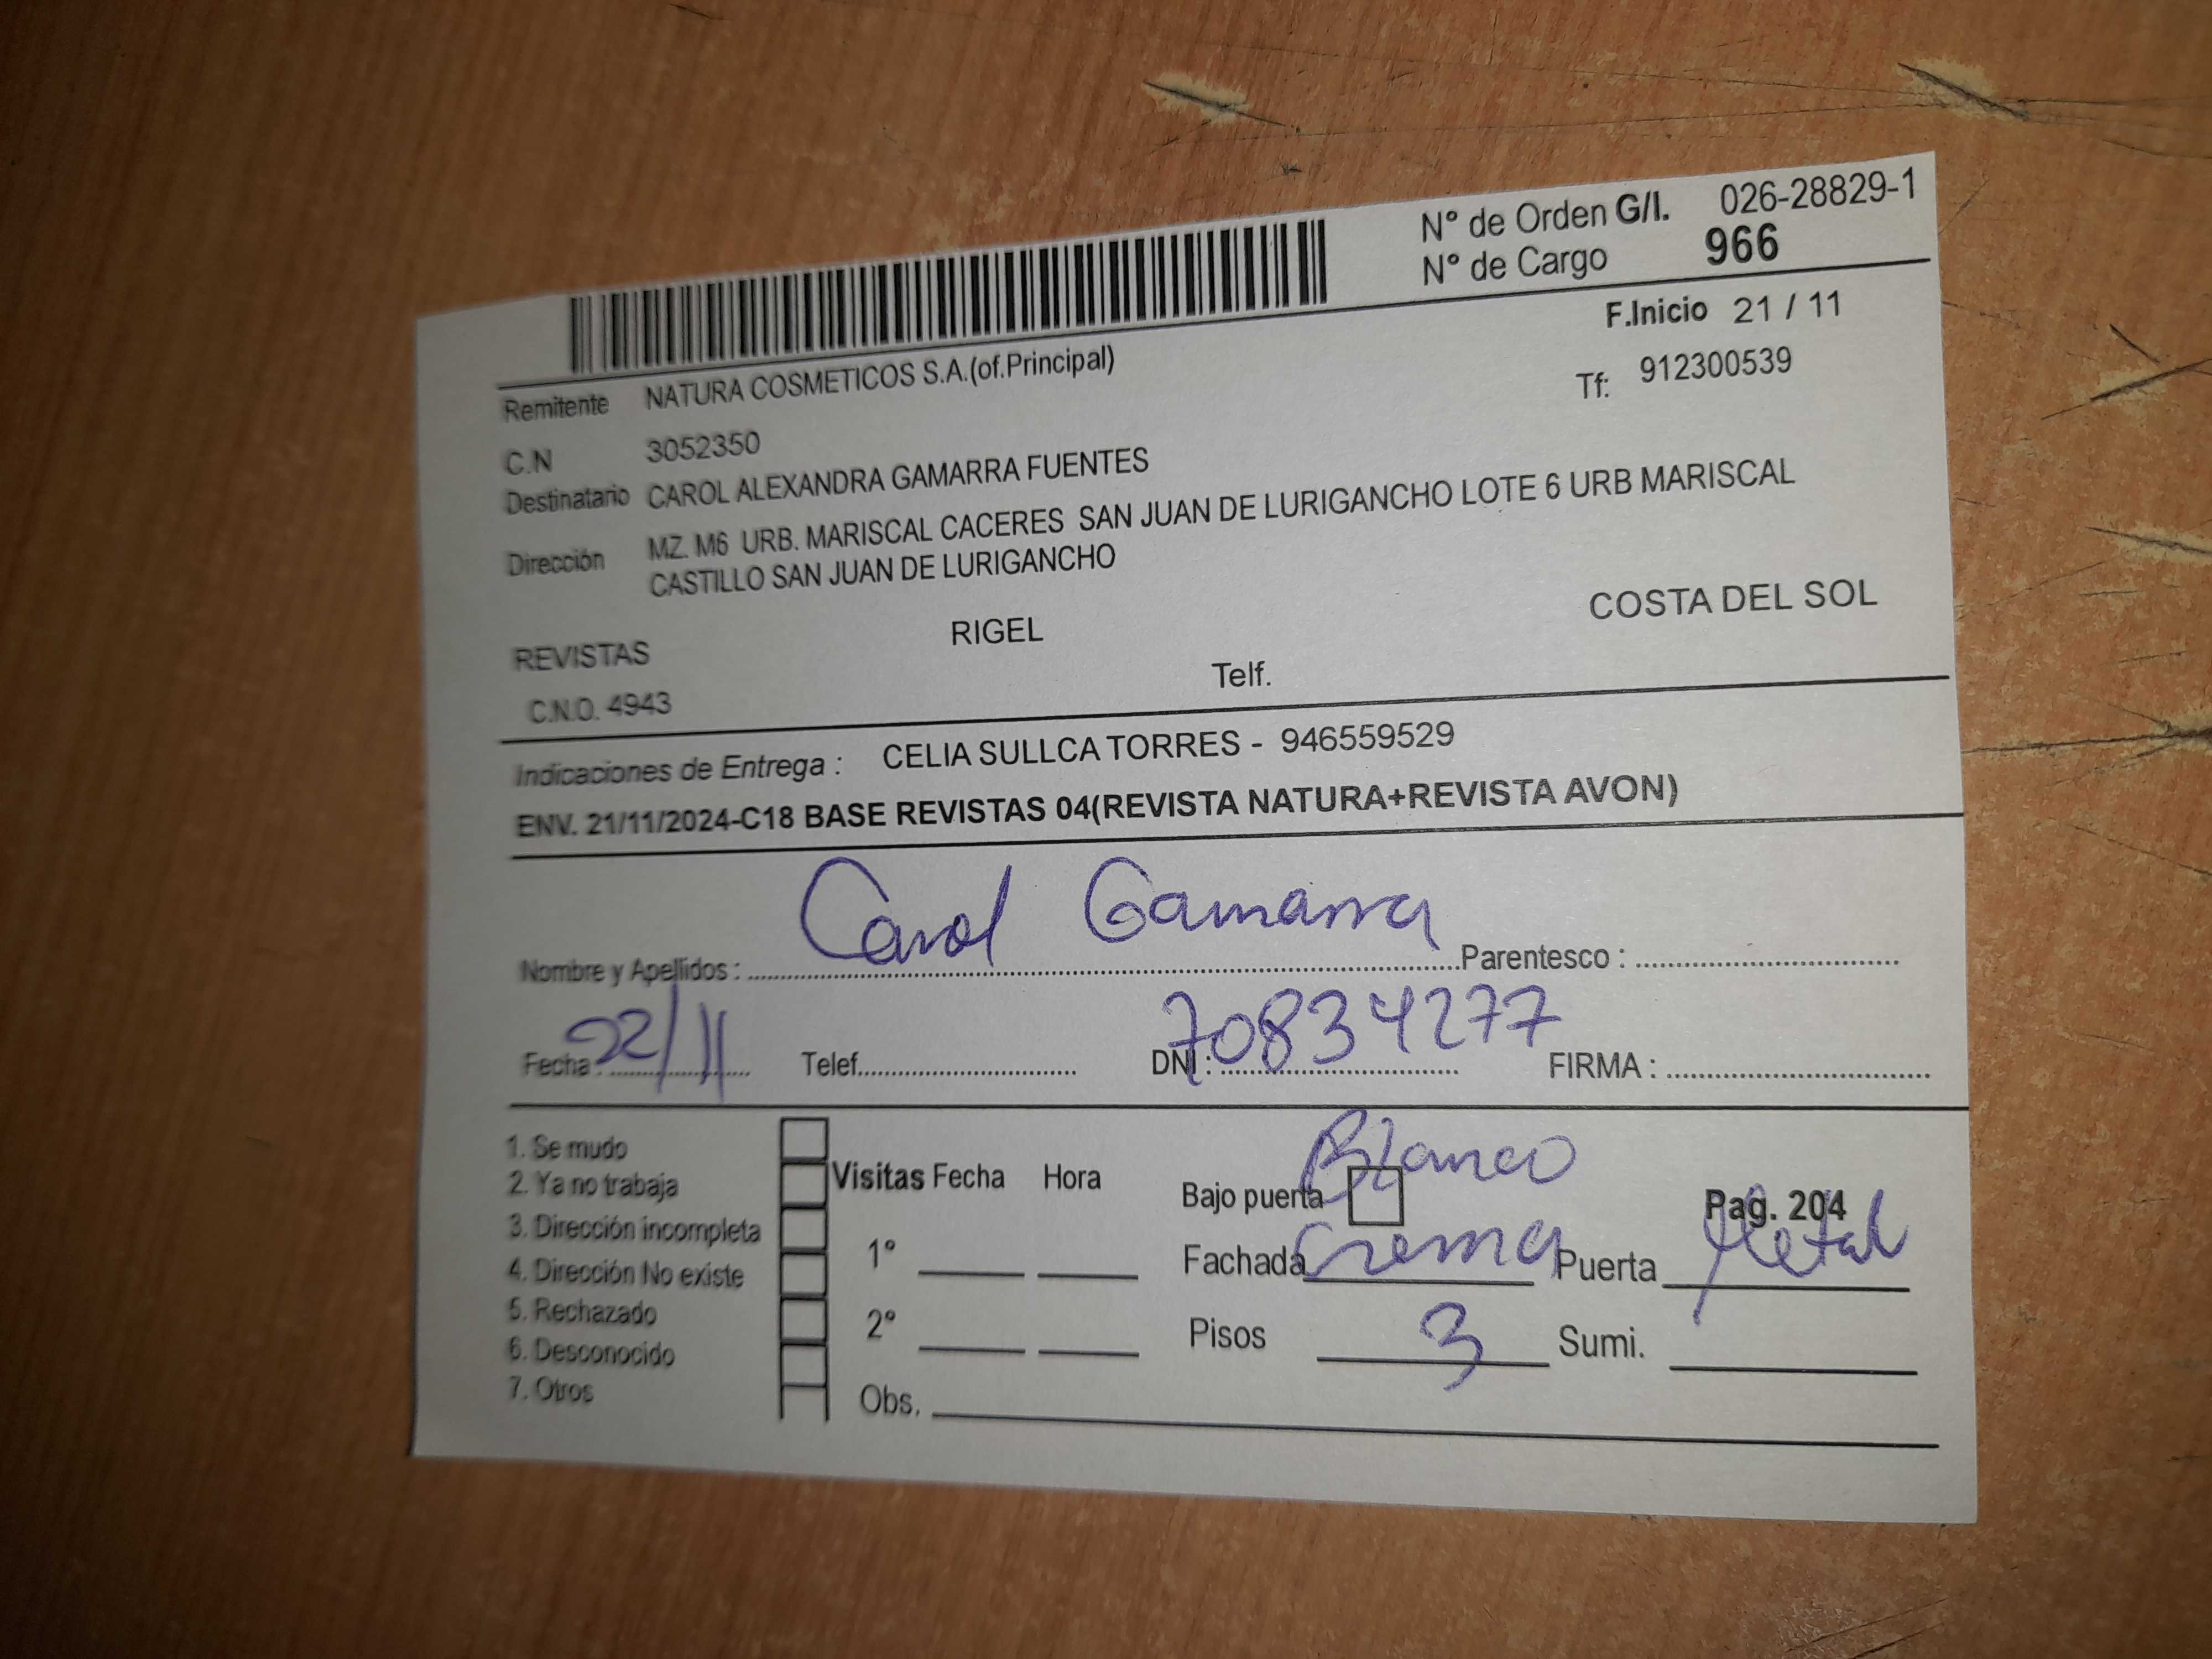 N° de Orden G/I. 026-28829-1
N° de Cargo 966
F.Inicio 21 / 11
Remitente NATURA COSMETICOS S.A.(of.Principal)
Tf: 912300539
C.N 3052350
Destinatario CAROL ALEXANDRA GAMARRA FUENTES
Dirección MZ. M6 URB. MARISCAL CACERES SAN JUAN DE LURIGANCHO LOTE 6 URB MARISCAL
CASTILLO SAN JUAN DE LURIGANCHO
REVISTAS RIGEL COSTA DEL SOL
C.N.O. 4943 Telf.
Indicaciones de Entrega : CELIA SULLCA TORRES - 946559529
ENV. 21/11/2024-C18 BASE REVISTAS 04(REVISTA NATURA+REVISTA AVON)
Nombre y Apellidos : Carol Gamarra Parentesco :
Fecha : 22/11 Telef. DNI : 70834277 FIRMA :
1. Se mudo
2. Ya no trabaja
3. Dirección incompleta
4. Dirección No existe
5. Rechazado
6. Desconocido
7. Otros
Visitas Fecha Hora
1°
2°
Obs.
Blanco
Bajo puerta Pag. 204
Fachada Crema Puerta Metal
Pisos 3 Sumi.